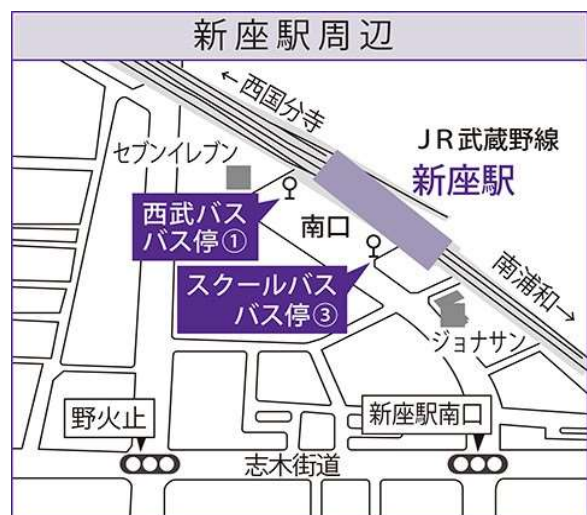 新座駅周辺
←西国分寺
JR武蔵野線
新座駅
セブンイレブン
西武バス
バス停①
南口
スクールバス
バス停③
南浦和→
ジョナサン
野火止
新座駅南口
志木街道